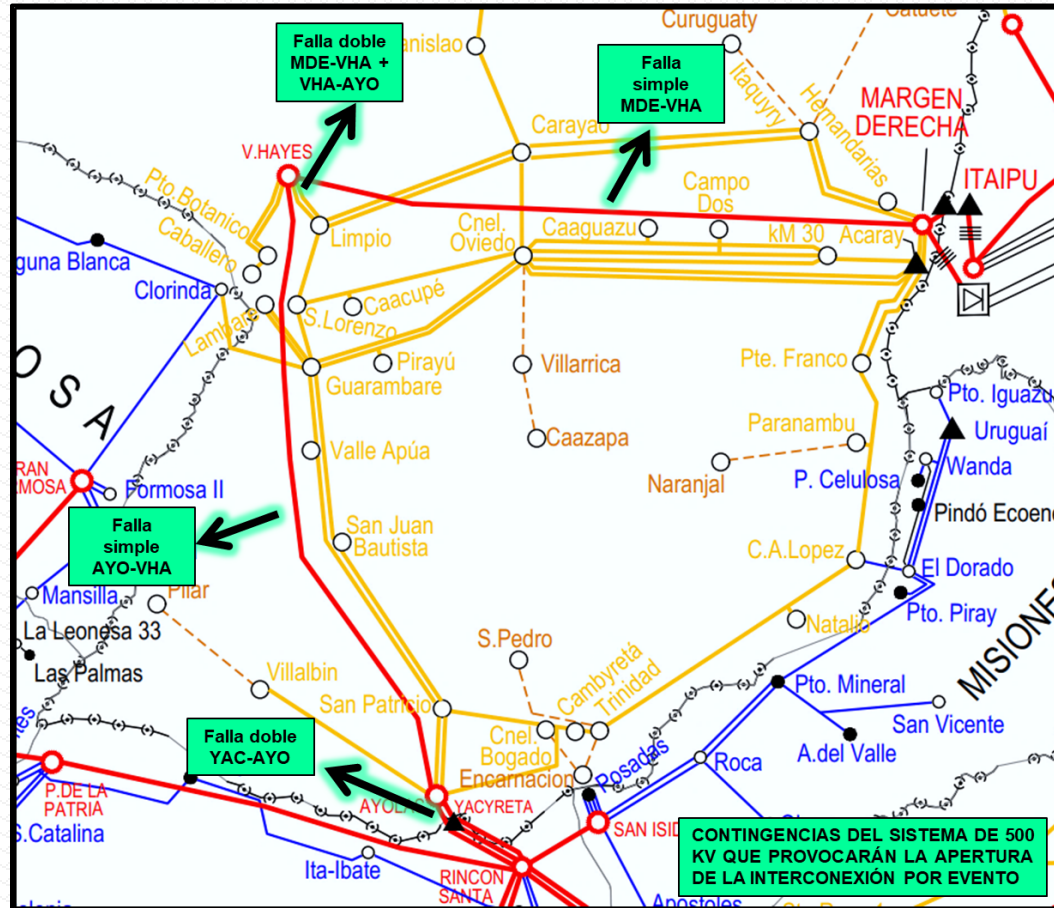 Falla doble
MDE-VHA +
VHA-AYO
Falla
simple
MDE-VHA
Curuguaty
Itaquyry
Hernandarias
MARGEN
DERECHA
ITAIPU
Carayao
V.HAYES
Pto.Botanico
Caballero
Limpio
Cnel.
Oviedo
Caaguazu
Campo
Dos
kM 30
Acaray
guna Blanca
Clorinda
Lambare
S.Lorenzo
Caacupé
Pirayú
Guarambare
Villarrica
Pte. Franco
Pto. Iguazu
O S A
Valle Apúa
Caazapa
Paranambu
Uruguaí
Wanda
Naranjal
P. Celulosa
Pindó Ecoene
RAN
MOSA
Formosa II
Falla
simple
AYO-VHA
San Juan
Bautista
C.A.Lopez
El Dorado
Pto. Piray
Mansilla
Pilar
La Leonesa 33
Las Palmas
Natalio
MISIONES
S.Pedro
Villalbin
San Patricio
Cambyretá
Trinidad
Pto. Mineral
San Vicente
A.del Valle
Falla doble
YAC-AYO
Cnel.
Bogado
Encarnacion
Posadas
Roca
P.DE LA
PATRIA
YACYRETA
SAN ISID
S.Catalina
Ita-Ibate
RINCON
SANTA
Apostoles
CONTINGENCIAS DEL SISTEMA DE 500
KV QUE PROVOCARÁN LA APERTURA
DE LA INTERCONEXIÓN POR EVENTO